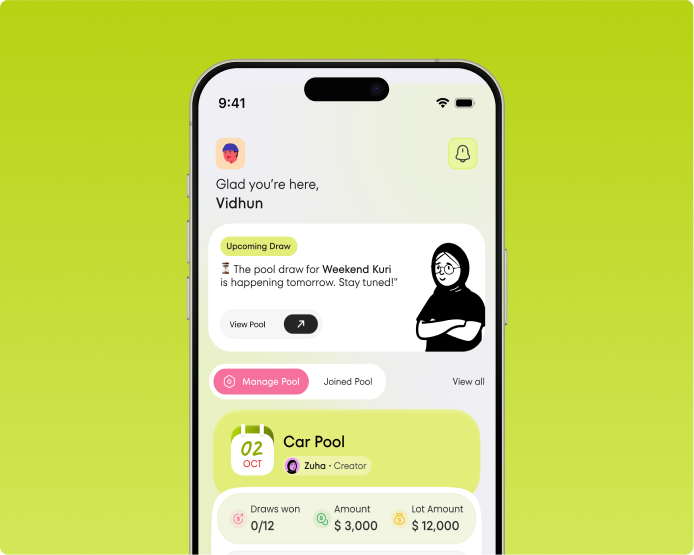 9:41
Glad you're here,
Vidhun
Upcoming Draw
⏳ The pool draw for Weekend Kuri
is happening tomorrow. Stay tuned!"
View Pool
Manage Pool
Joined Pool
View all
02
OCT
Car Pool
Zuha • Creator
Draws won
0/12
Amount
$ 3,000
Lot Amount
$ 12,000